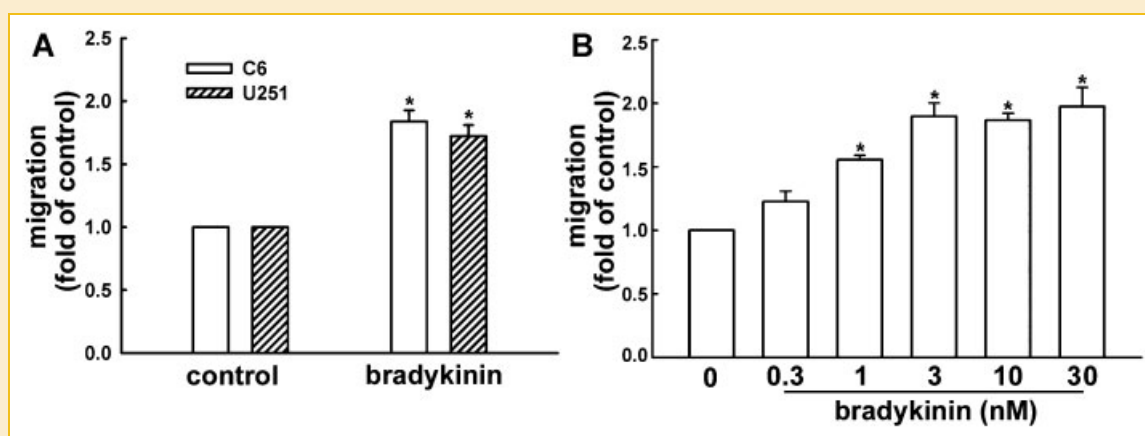 A
migration
(fold of control)
2.5
2.0
1.5
1.0
0.5
0.0
C6
U251
*
*
control
bradykinin
B
migration
(fold of control)
2.5
2.0
1.5
1.0
0.5
0.0
*
*
*
*
0 0.3 1 3 10 30
bradykinin (nM)